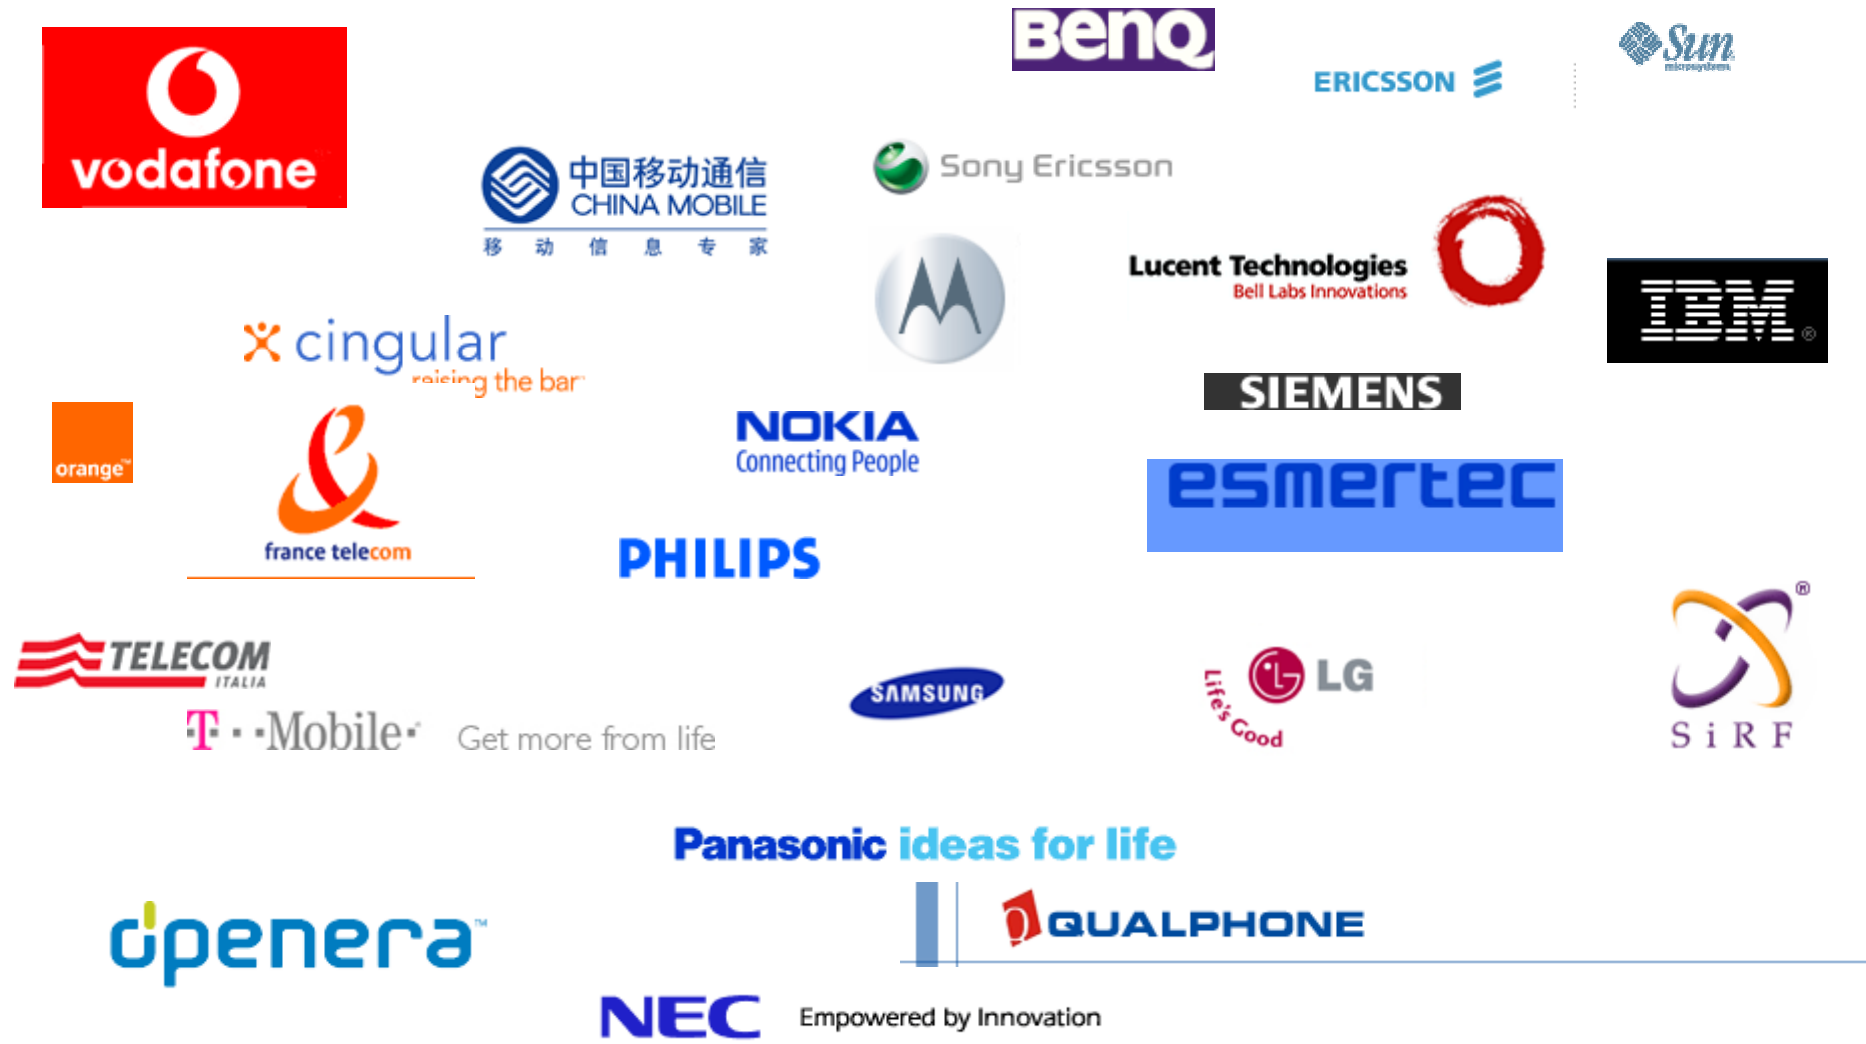 BenQ
Sun
microsystems
ERICSSON
vodafone
中国移动通信
CHINA MOBILE
移动信息专家
Sony Ericsson
Lucent Technologies
Bell Labs Innovations
IBM®
cingular
raising the bar
SIEMENS
orange™
NOKIA
Connecting People
esmertec
france telecom
PHILIPS
®
SiRF
TELECOM
ITALIA
SAMSUNG
LG
Life's Good
T··Mobile· Get more from life
Panasonic ideas for life
openera™
QUALPHONE
NEC Empowered by Innovation